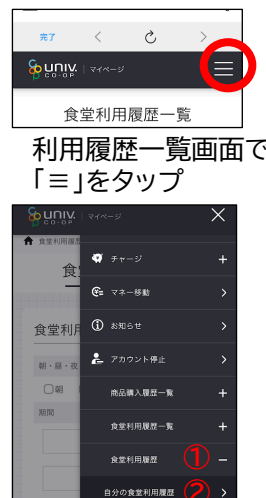 完了
univ.
CO-OP
マイページ
食堂利用履歴一覧
利用履歴一覧画面で
「≡」をタップ
univ.
CO-OP
マイページ
食堂利用履
食
チャージ
マネー移動
食堂利用
お知らせ
アカウント停止
朝・昼・夜
朝
商品購入履歴一覧
期間
食堂利用履歴一覧
食堂利用履歴
①
自分の食堂利用履歴
②